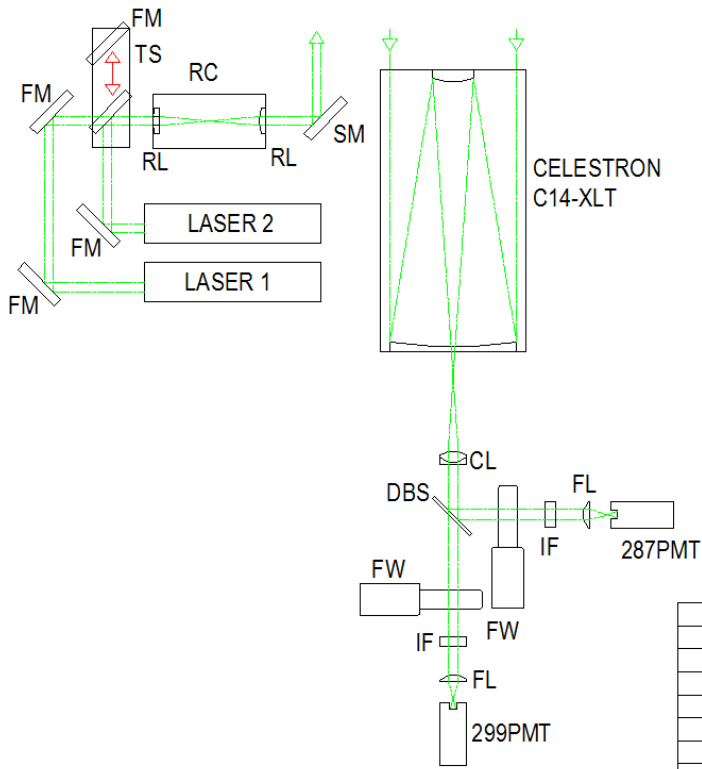 FM
TS
RC
FM
SM
RL
RL
CELESTRON
C14-XLT
LASER 2
FM
LASER 1
FM
CL
DBS
FL
IF
287PMT
FW
FW
IF
FL
299PMT